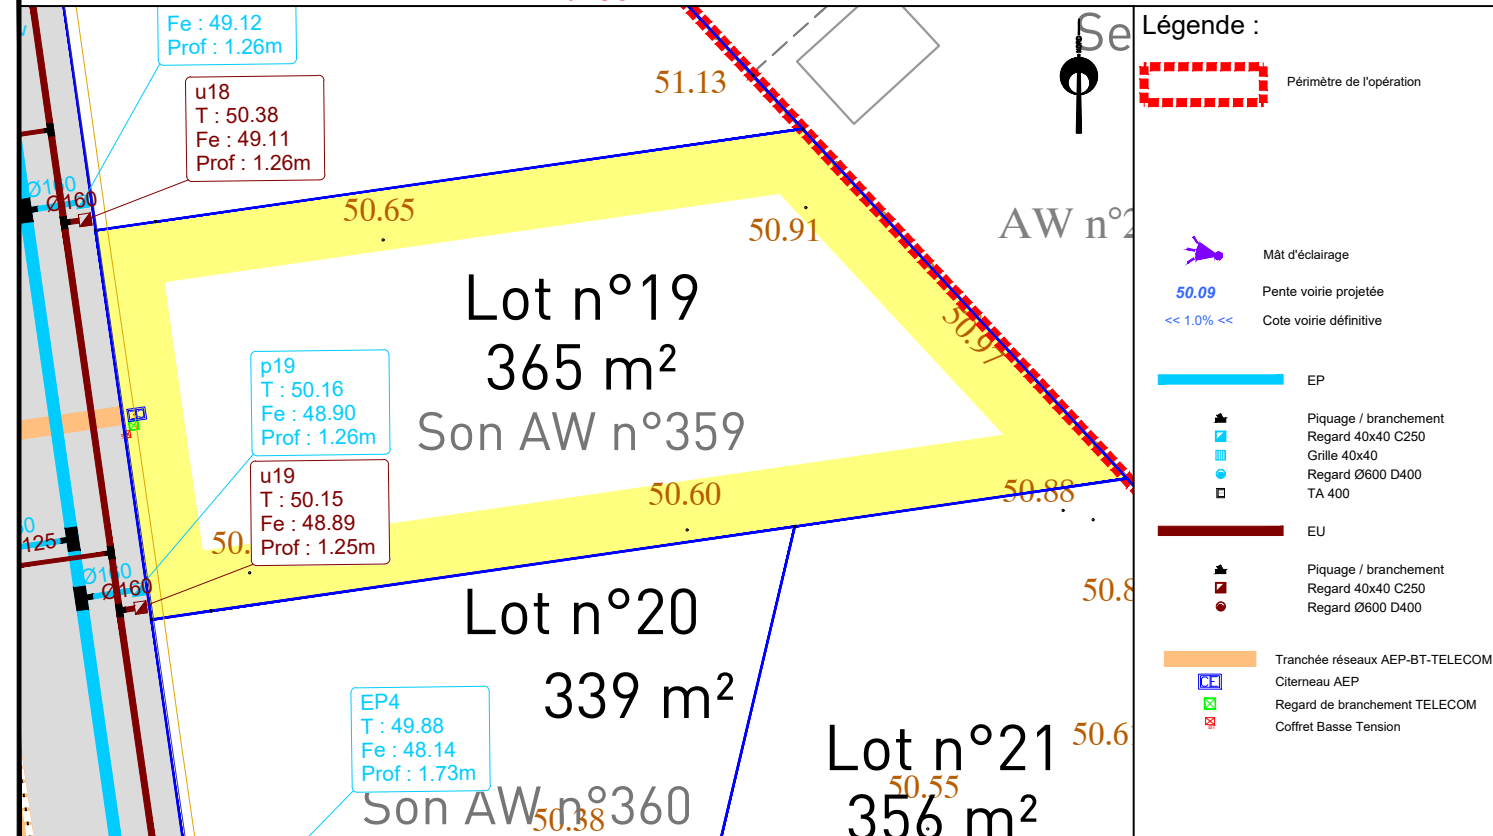 Fe : 49.12
Prof : 1.26m
u18
T : 50.38
Fe : 49.11
Prof : 1.26m
Ø160
Ø160
51.13
50.65
50.91
AW n°
Lot n°19
365 m²
Son AW n°359
50.97
p19
T : 50.16
Fe : 48.90
Prof : 1.26m
u19
T : 50.15
Fe : 48.89
Prof : 1.25m
50.60
50.88
125
Ø160
Ø160
Lot n°20
339 m²
EP4
T : 49.88
Fe : 48.14
Prof : 1.73m
Son AW n°360
50.38
Lot n°21
356 m²
50.55
Légende :
NORD
Périmètre de l'opération
Mât d'éclairage
50.09 Pente voirie projetée
<< 1.0% << Cote voirie définitive
EP
Piquage / branchement
Regard 40x40 C250
Grille 40x40
Regard Ø600 D400
TA 400
EU
Piquage / branchement
Regard 40x40 C250
Regard Ø600 D400
Tranchée réseaux AEP-BT-TELECOM
CE Citerneau AEP
Regard de branchement TELECOM
Coffret Basse Tension